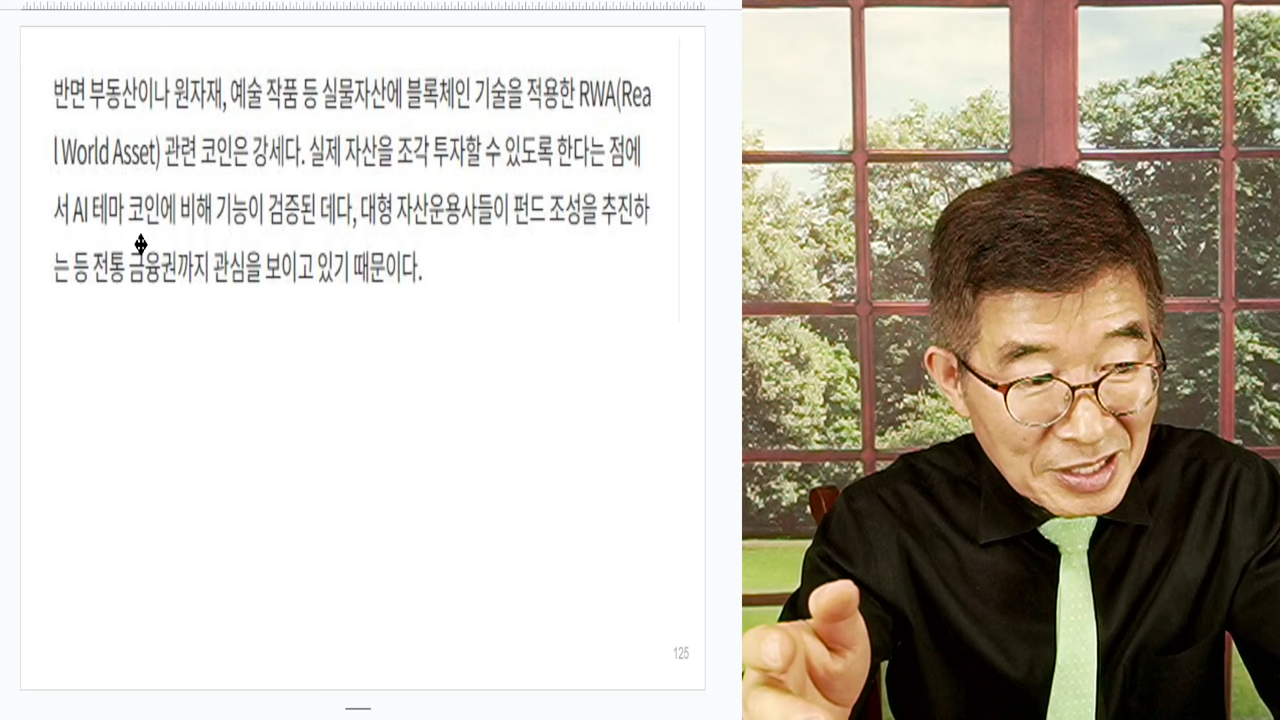 반면 부동산이나 원자재, 예술 작품 등 실물자산에 블록체인 기술을 적용한 RWA(Rea
l World Asset) 관련 코인은 강세다. 실제 자산을 조각 투자할 수 있도록 한다는 점에
서 AI 테마 코인에 비해 기능이 검증된 데다, 대형 자산운용사들이 펀드 조성을 추진하
는 등 전통 금융권까지 관심을 보이고 있기 때문이다.
125